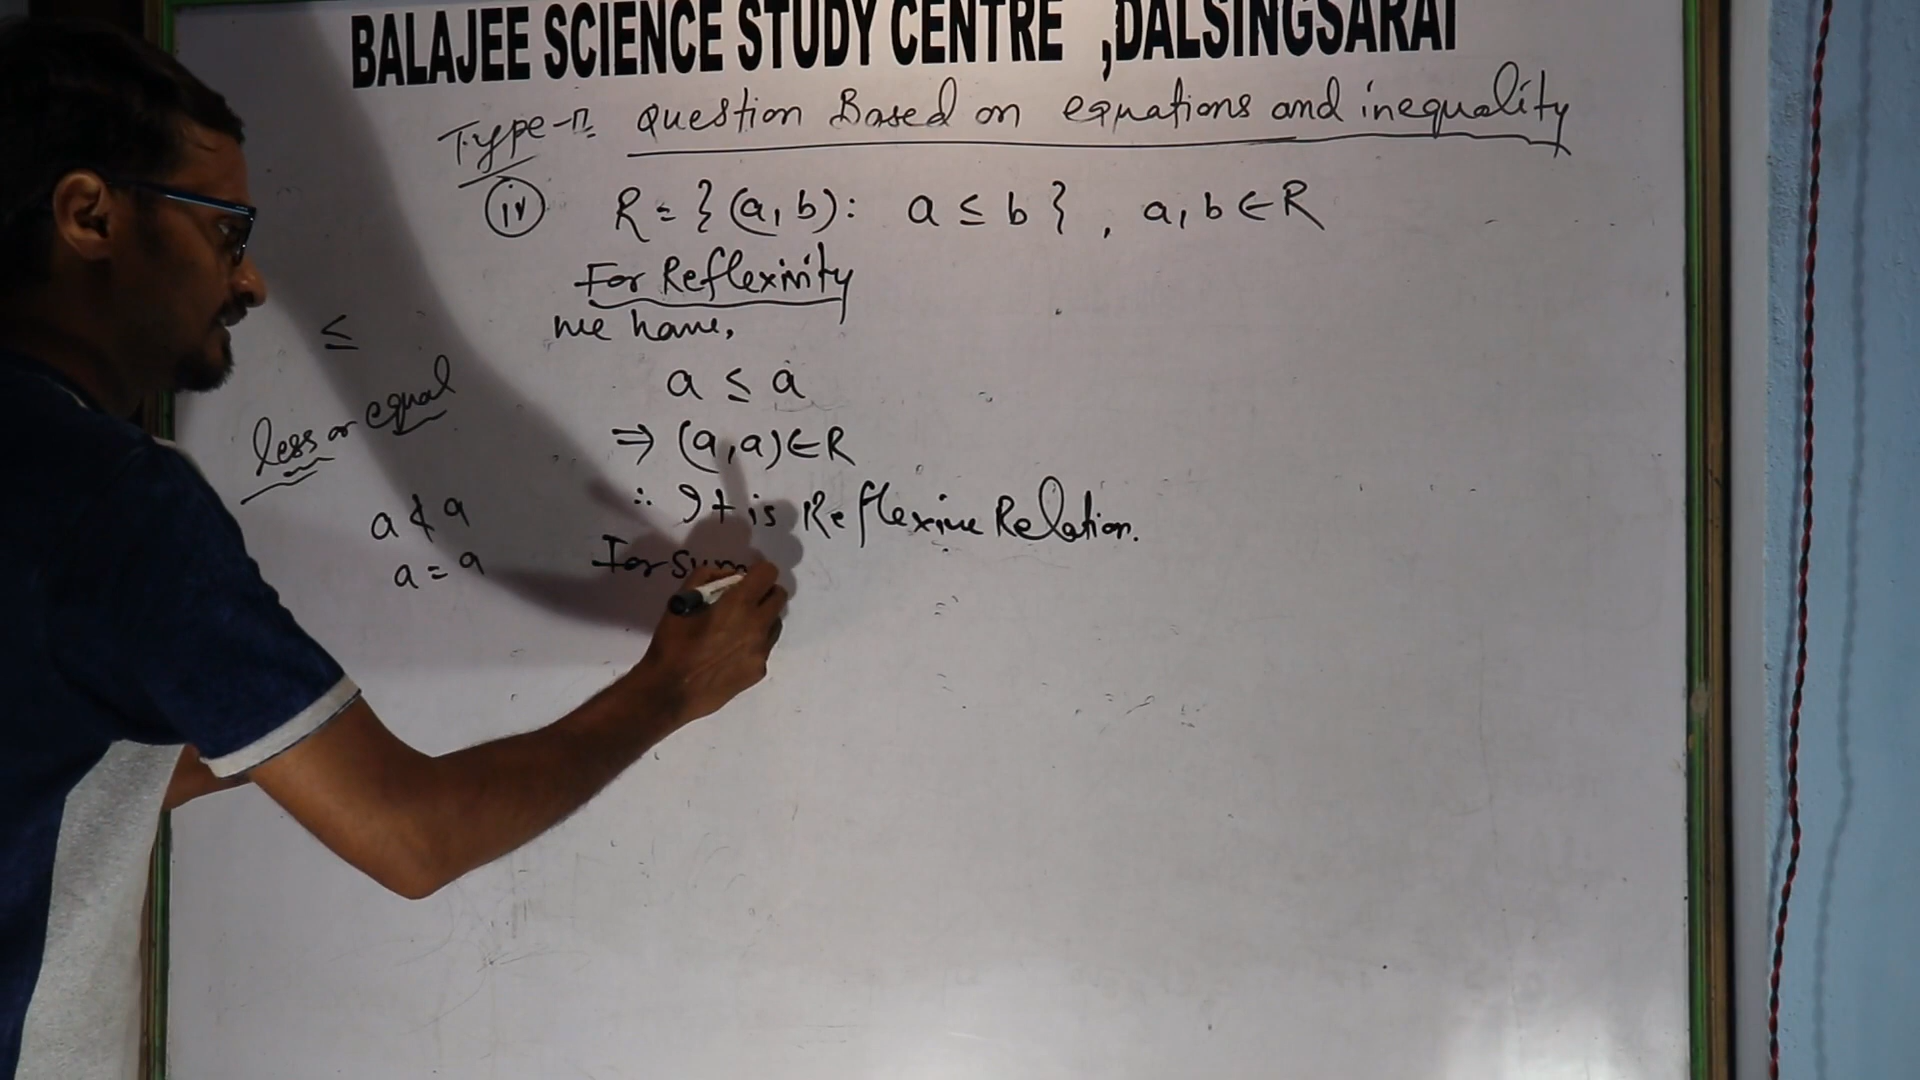 BALAJEE SCIENCE STUDY CENTRE ,DALSINGSARAI
Type-II Question Based on equations and inequality
(iv) R = {(a, b): a ≤ b} , a, b ∈ R
For Reflexivity
we have,
a ≤ a
⇒ (a, a) ∈ R
∴ It is Reflexive Relation.
For Sym
≤
less or equal
a ≮ a
a = a